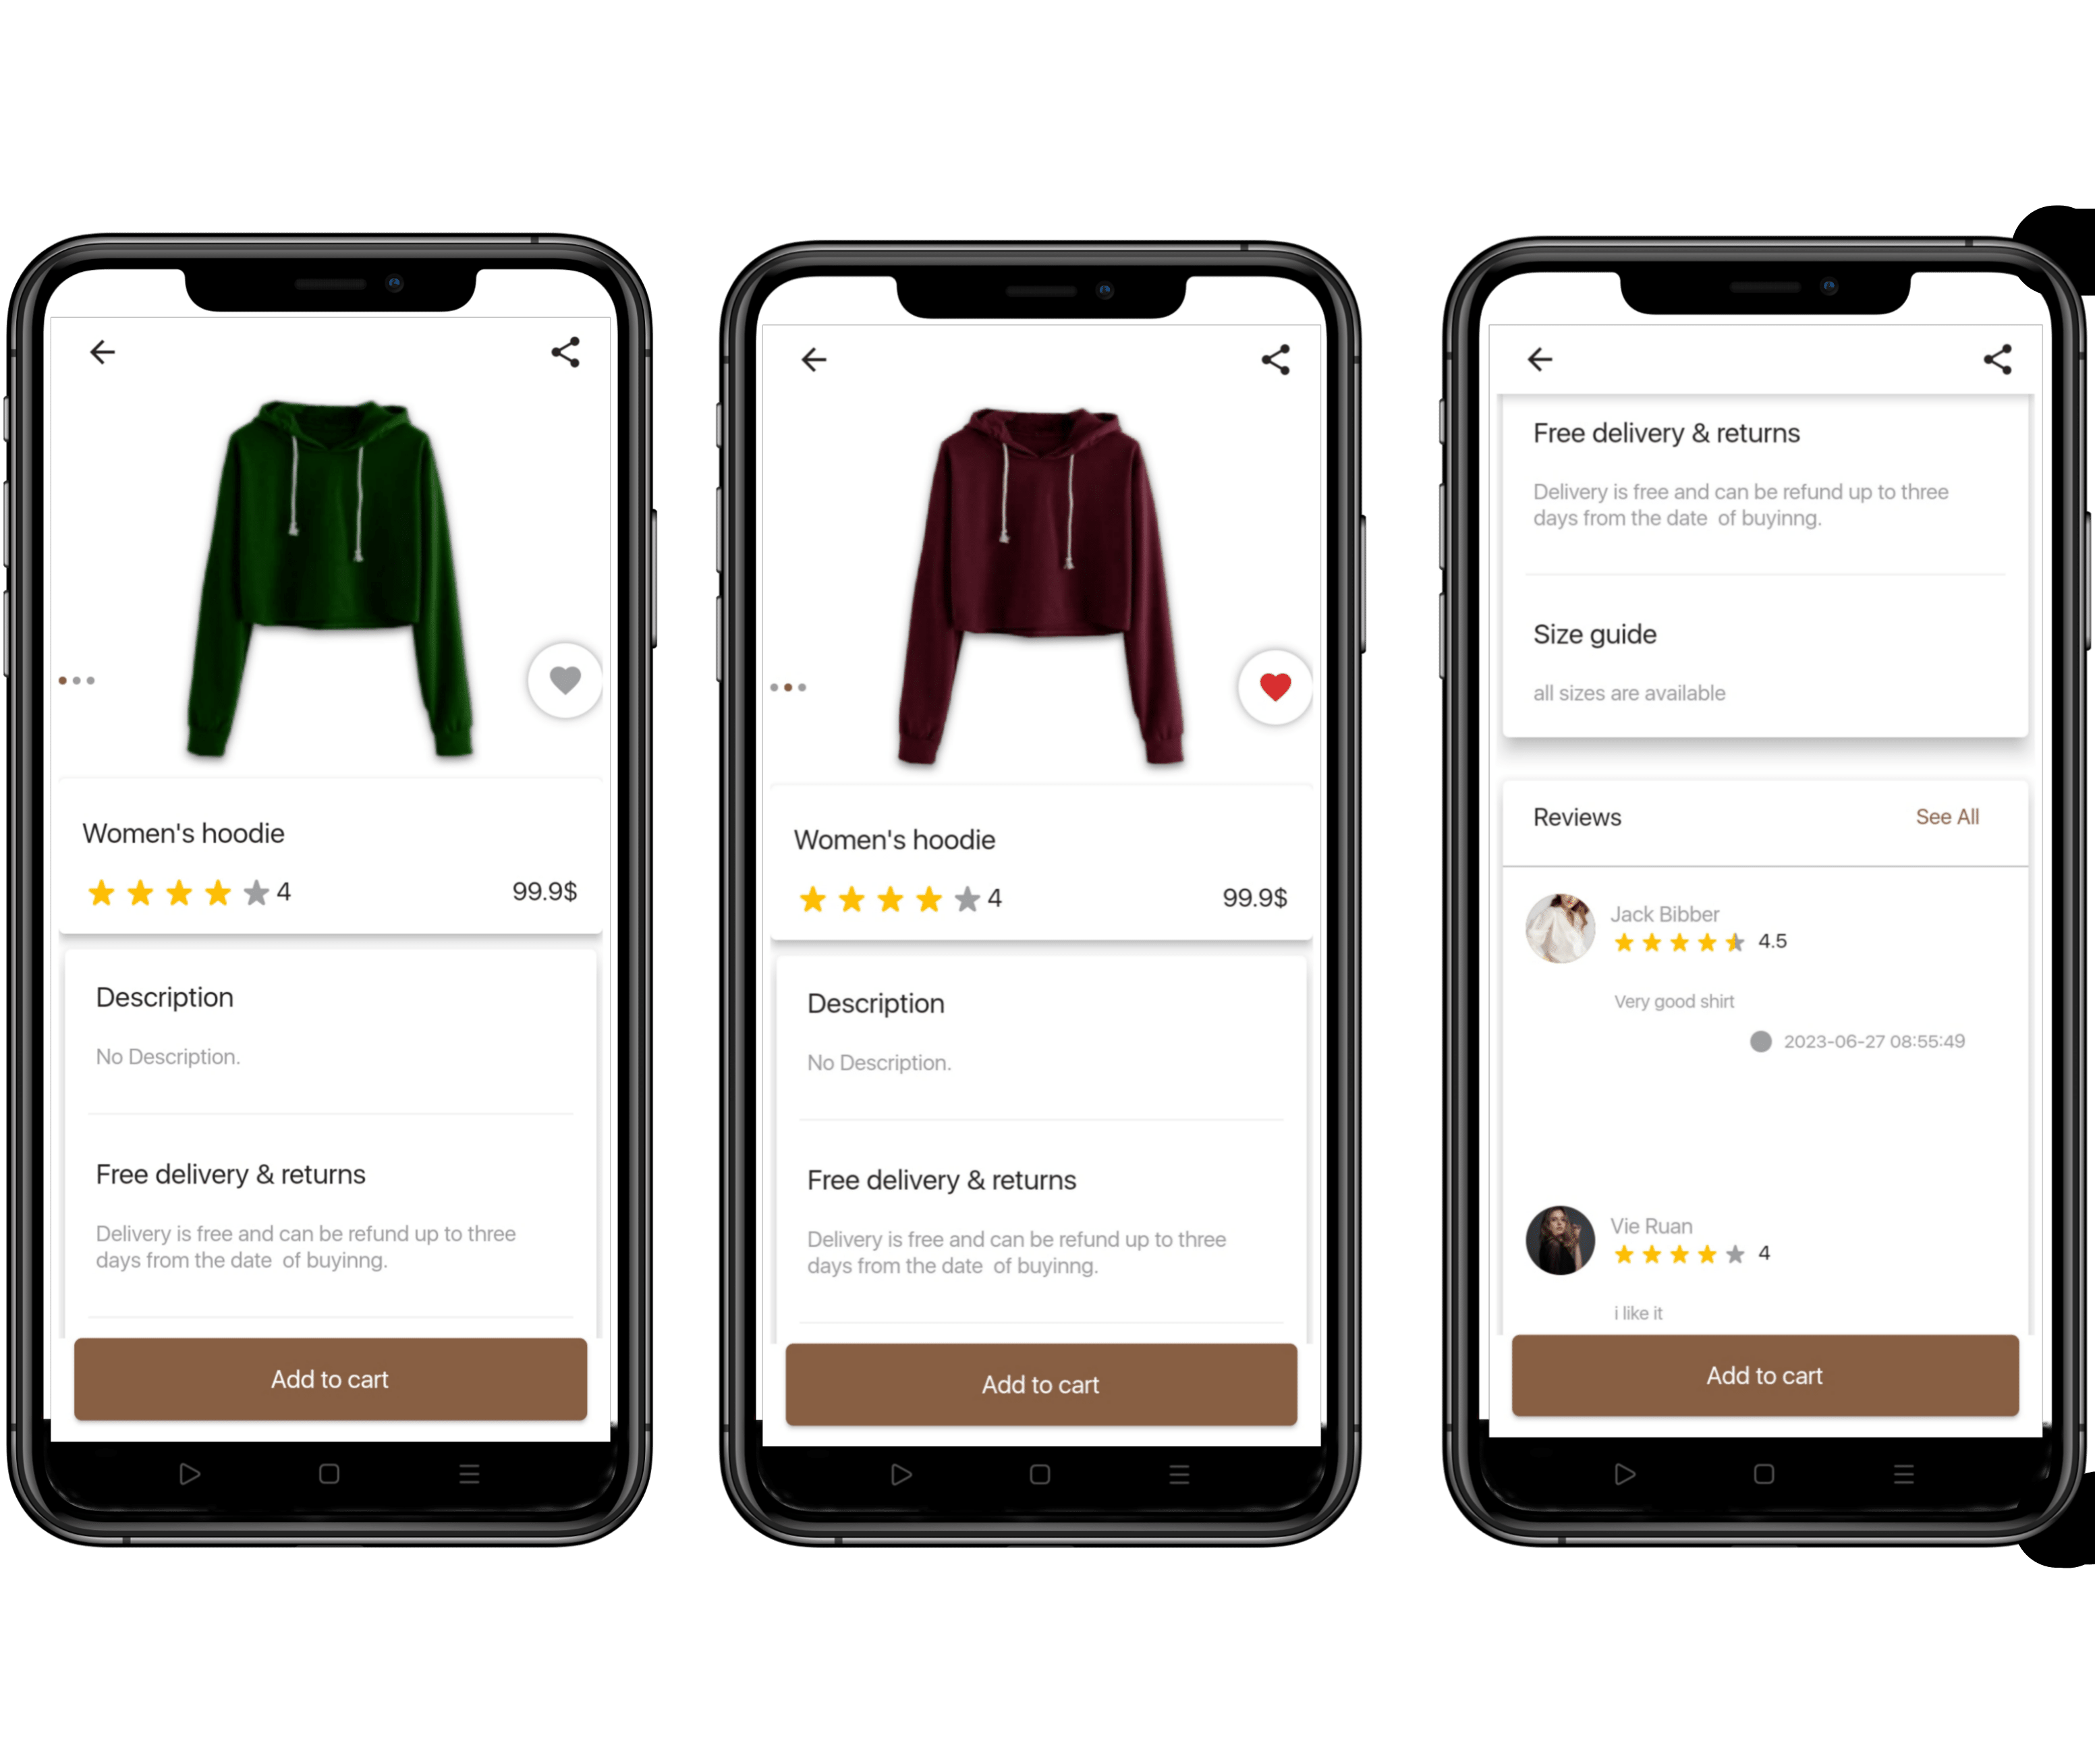 Women's hoodie
4
99.9$
Description
No Description.
Free delivery & returns
Delivery is free and can be refund up to three
days from the date  of buyinng.
Add to cart
Women's hoodie
4
99.9$
Description
No Description.
Free delivery & returns
Delivery is free and can be refund up to three
days from the date  of buyinng.
Add to cart
Free delivery & returns
Delivery is free and can be refund up to three
days from the date  of buyinng.
Size guide
all sizes are available
Reviews
See All
Jack Bibber
4.5
Very good shirt
2023-06-27 08:55:49
Vie Ruan
4
i like it
Add to cart